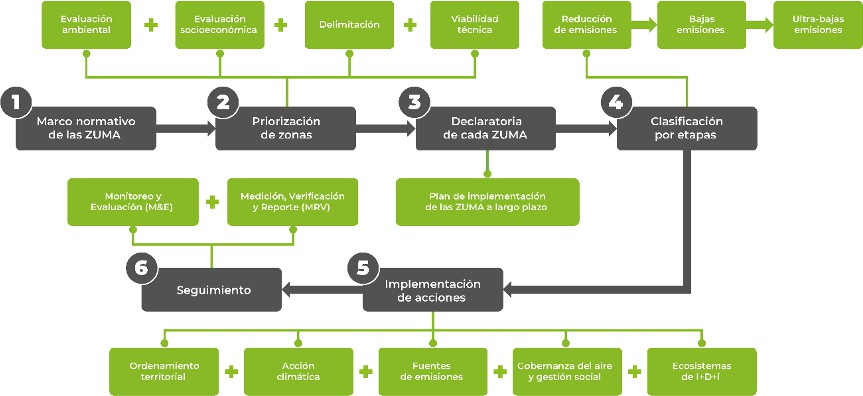 Evaluación
ambiental
+
Evaluación
socioeconómica
+
Delimitación
+
Viabilidad
técnica
Reducción
de emisiones
Bajas
emisiones
Ultra-bajas
emisiones
1
Marco normativo
de las ZUMA
2
Priorización
de zonas
3
Declaratoria
de cada ZUMA
4
Clasificación
por etapas
Monitoreo y
Evaluación (M&E)
+
Medición, Verificación
y Reporte (MRV)
Plan de implementación
de las ZUMA a largo plazo
6
Seguimiento
5
Implementación
de acciones
Ordenamiento
territorial
+
Acción
climática
+
Fuentes
de emisiones
+
Gobernanza del aire
y gestión social
+
Ecosistemas
de I+D+i